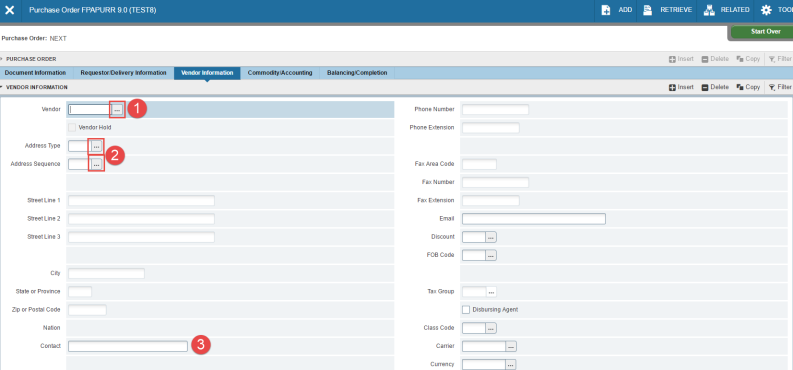 Purchase Order FPAPURR 9.0 (TEST8)
ADD RETRIEVE RELATED TOOL
Start Over
Purchase Order: NEXT
PURCHASE ORDER
Insert Delete Copy Filter
Document Information Requestor/Delivery Information Vendor Information Commodity/Accounting Balancing/Completion
VENDOR INFORMATION
Insert Delete Copy Filter
Vendor ... 1 Phone Number
Vendor Hold Phone Extension
Address Type ...
2
Address Sequence ... Fax Area Code
Fax Number
Street Line 1 Fax Extension
Street Line 2 Email
Street Line 3 Discount ...
FOB Code ...
City
State or Province Tax Group ...
Zip or Postal Code Disbursing Agent
Nation Class Code ...
Contact 3 Carrier ...
Currency ...